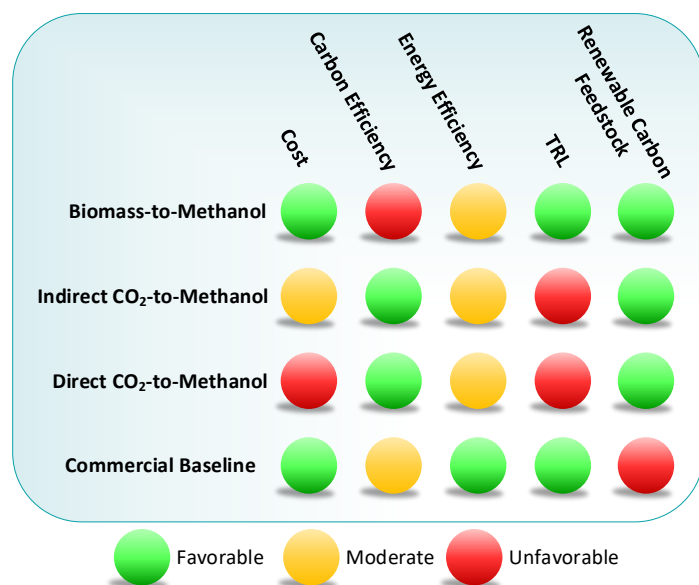 Cost
Carbon Efficiency
Energy Efficiency
TRL
Renewable Carbon
Feedstock
Biomass-to-Methanol
Indirect CO₂-to-Methanol
Direct CO₂-to-Methanol
Commercial Baseline
Favorable
Moderate
Unfavorable